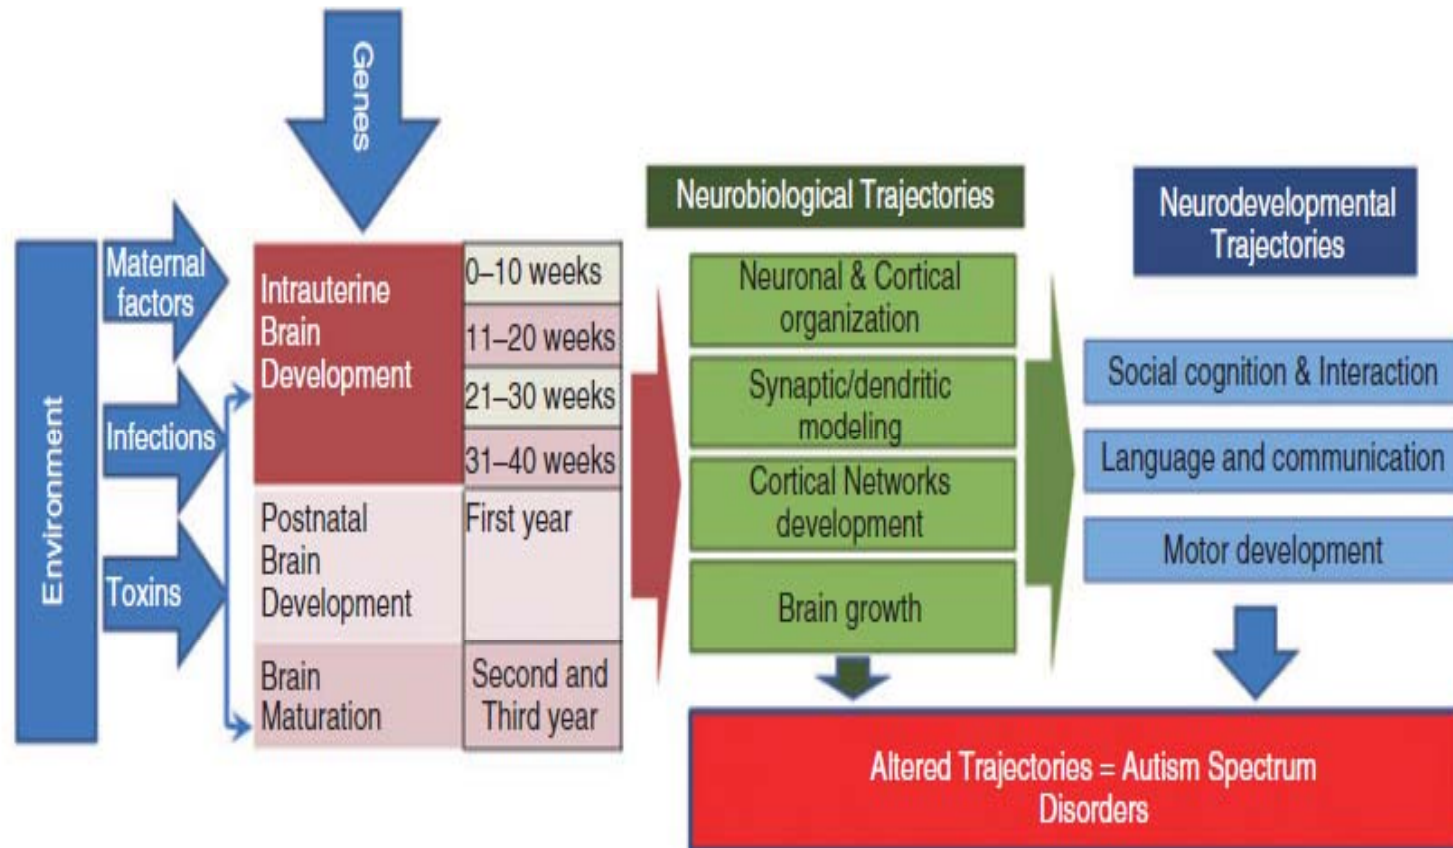 Genes
Environment
Maternal
factors
Infections
Toxins
Intrauterine
Brain
Development
0–10 weeks
11–20 weeks
21–30 weeks
31–40 weeks
Postnatal
Brain
Development
First year
Brain
Maturation
Second and
Third year
Neurobiological Trajectories
Neuronal & Cortical
organization
Synaptic/dendritic
modeling
Cortical Networks
development
Brain growth
Neurodevelopmental
Trajectories
Social cognition & Interaction
Language and communication
Motor development
Altered Trajectories = Autism Spectrum
Disorders